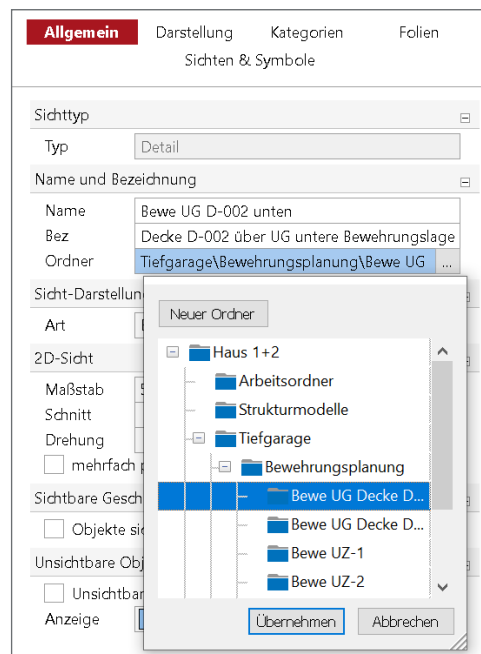 Allgemein Darstellung Kategorien Folien
Sichten & Symbole
Sichttyp
Typ Detail
Name und Bezeichnung
Name Bewe UG D-002 unten
Bez Decke D-002 über UG untere Bewehrungslage
Ordner Tiefgarage\Bewehrungsplanung\Bewe UG ...
Sicht-Darstellun
Art
Neuer Ordner
Haus 1+2
2D-Sicht
Arbeitsordner
Maßstab
Strukturmodelle
Schnitt
Drehung
Tiefgarage
mehrfach
Bewehrungsplanung
Sichtbare Gesch
Bewe UG Decke D...
Objekte si
Bewe UG Decke D...
Unsichtbare Obj
Bewe UZ-1
Unsichtbar
Bewe UZ-2
Anzeige
Übernehmen Abbrechen